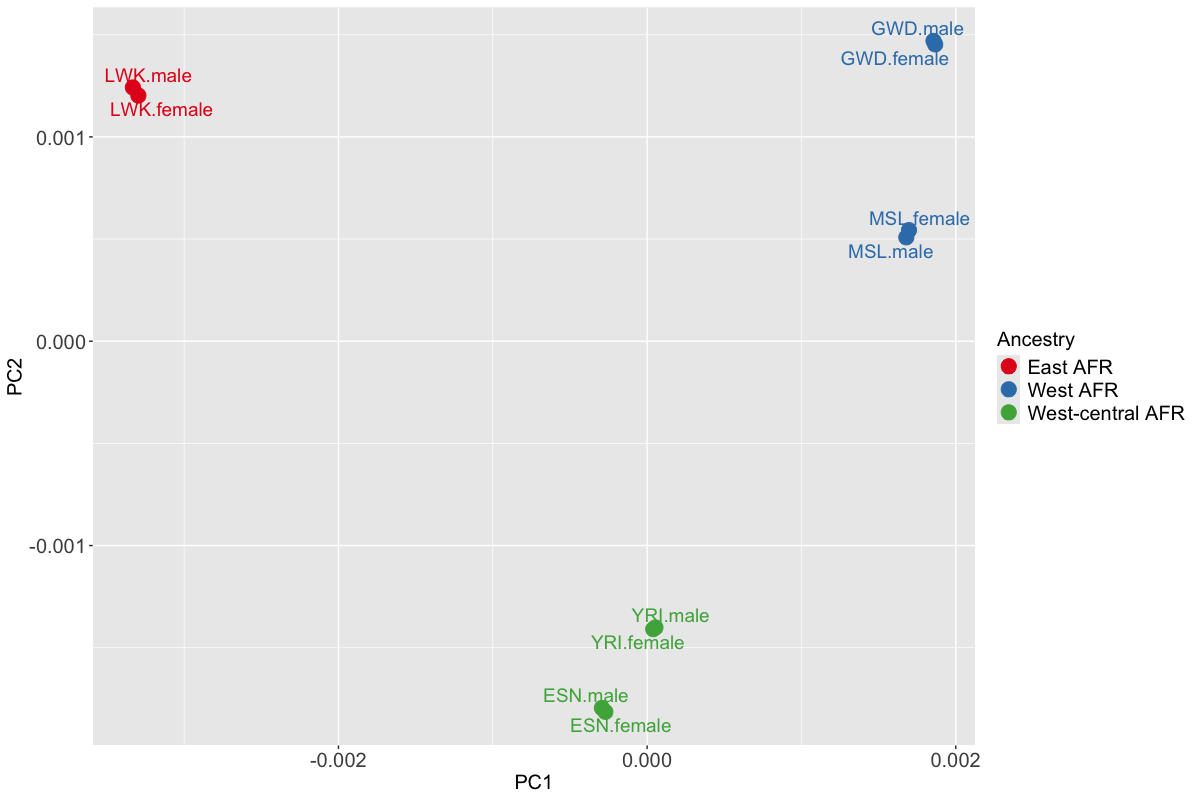 GWD.male
GWD.female
LWK.male
LWK.female
0.001
MSL.female
MSL.male
0.000
PC2
Ancestry
East AFR
West AFR
West-central AFR
-0.001
YRI.male
YRI.female
ESN.male
ESN.female
-0.002
0.000
0.002
PC1